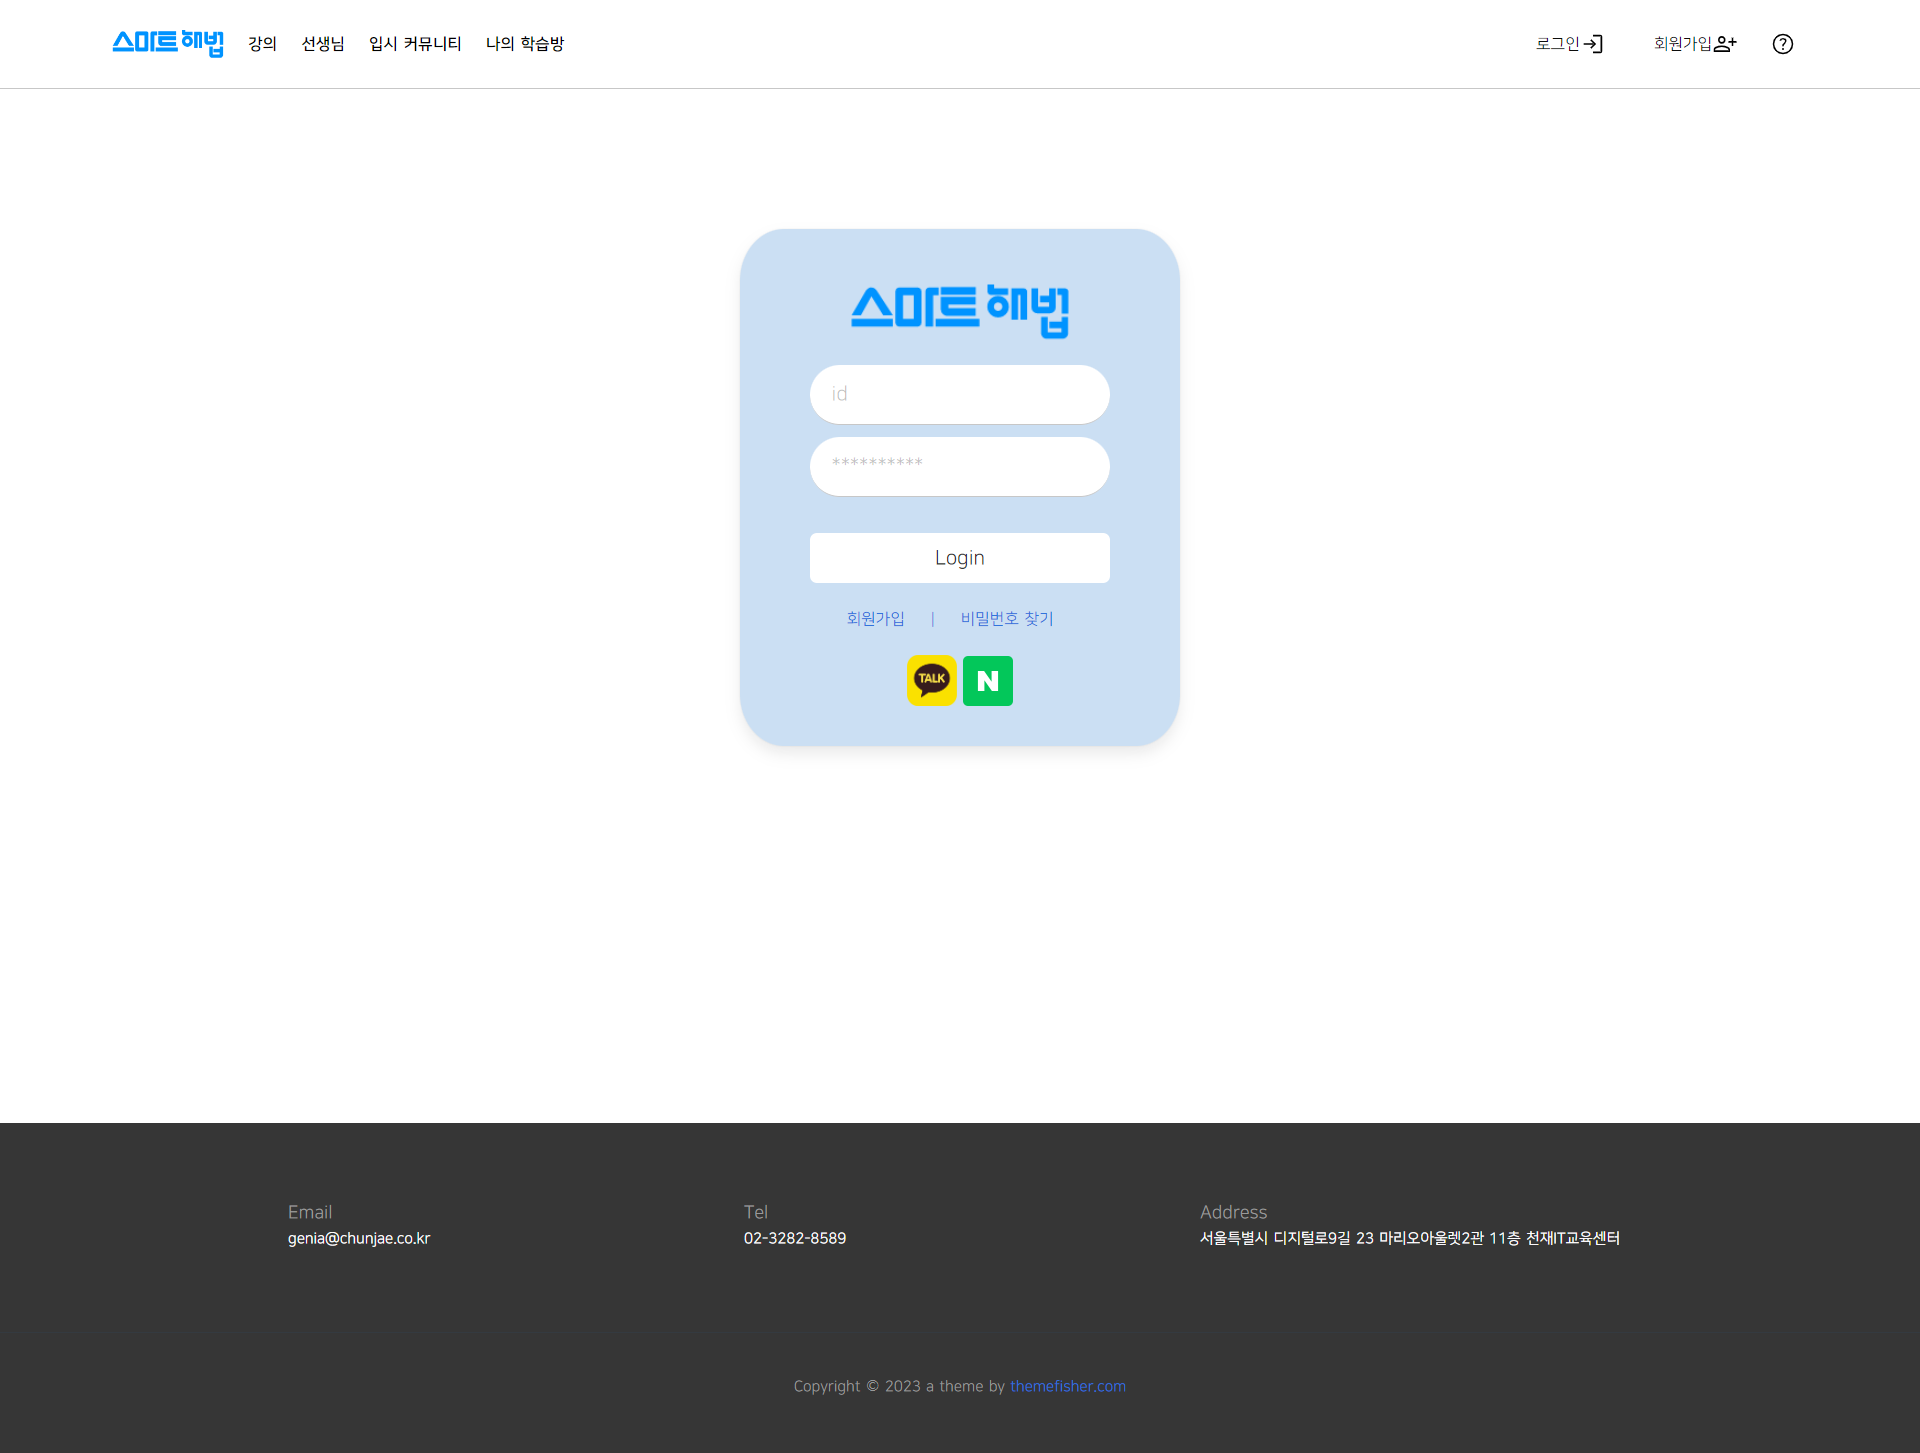 스마트해법 강의 선생님 입시 커뮤니티 나의 학습방 로그인 회원가입
스마트해법
id
**********
Login
회원가입 | 비밀번호 찾기
TALK N
Email
genia@chunjae.co.kr
Tel
02-3282-8589
Address
서울특별시 디지털로9길 23 마리오아울렛2관 11층 천재IT교육센터
Copyright © 2023 a theme by themefisher.com